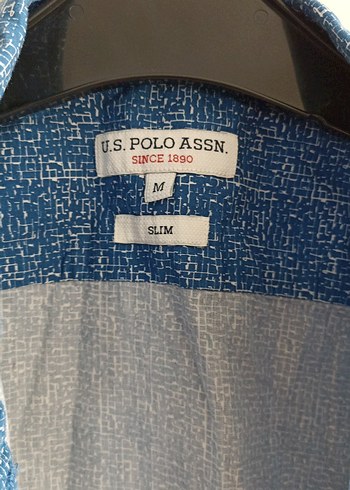 U.S. POLO ASSN.
SINCE 1890
M
SLIM